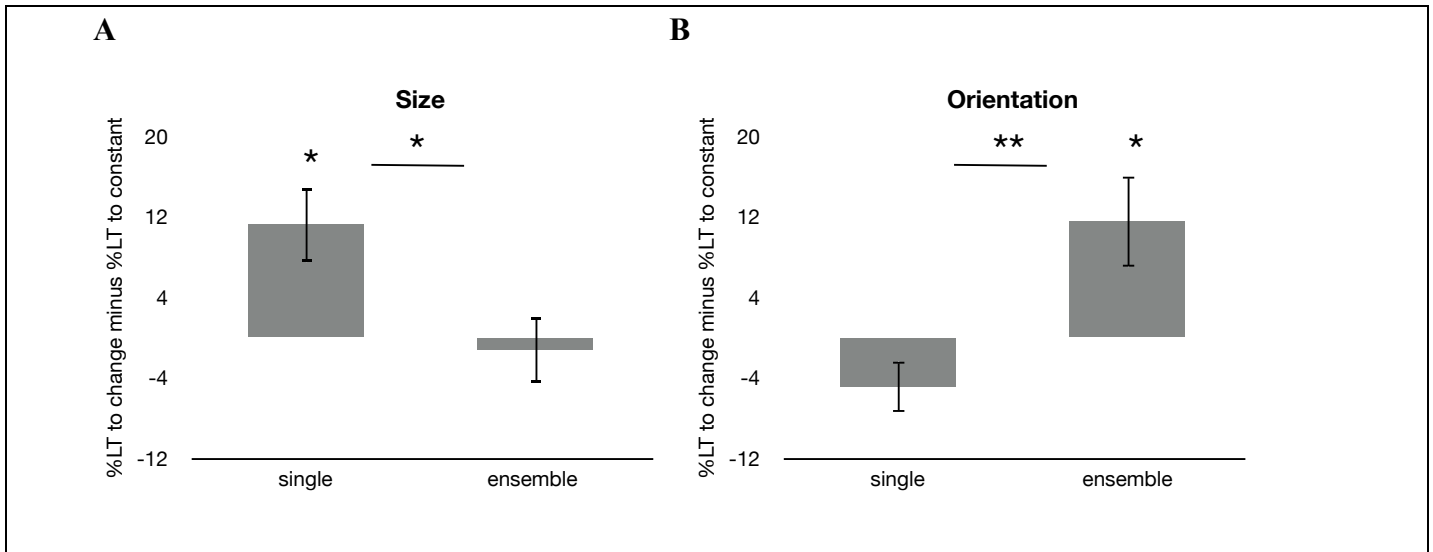 A
Size
%LT to change minus %LT to constant
20
12
4
-4
-12
*
*
single
ensemble
B
Orientation
%LT to change minus %LT to constant
20
12
4
-4
-12
**
*
single
ensemble